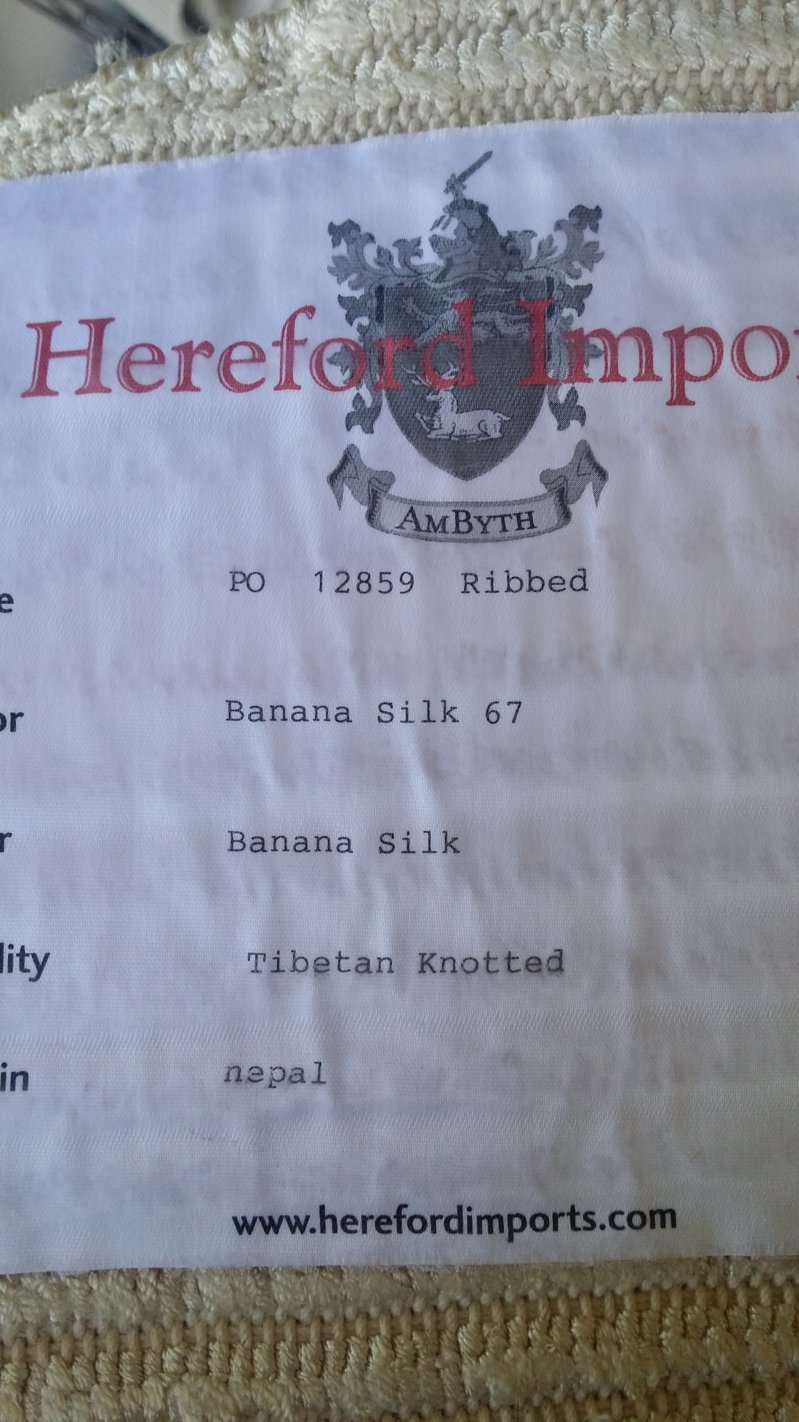 Hereford Impo
AMBYTH
e PO 12859 Ribbed
or Banana Silk 67
r Banana Silk
lity Tibetan Knotted
in nepal
www.herefordimports.com